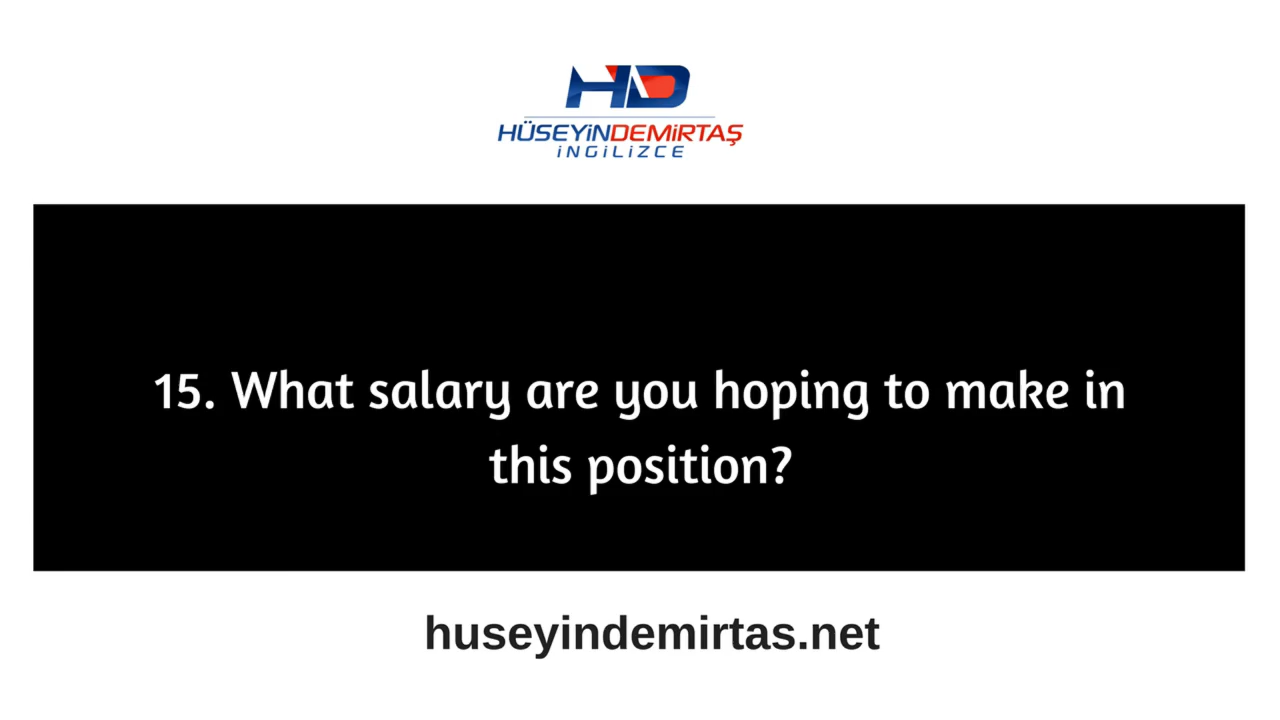 HD
HÜSEYİNDEMİRTAŞ
İNGİLİZCE
15. What salary are you hoping to make in
this position?
huseyindemirtas.net